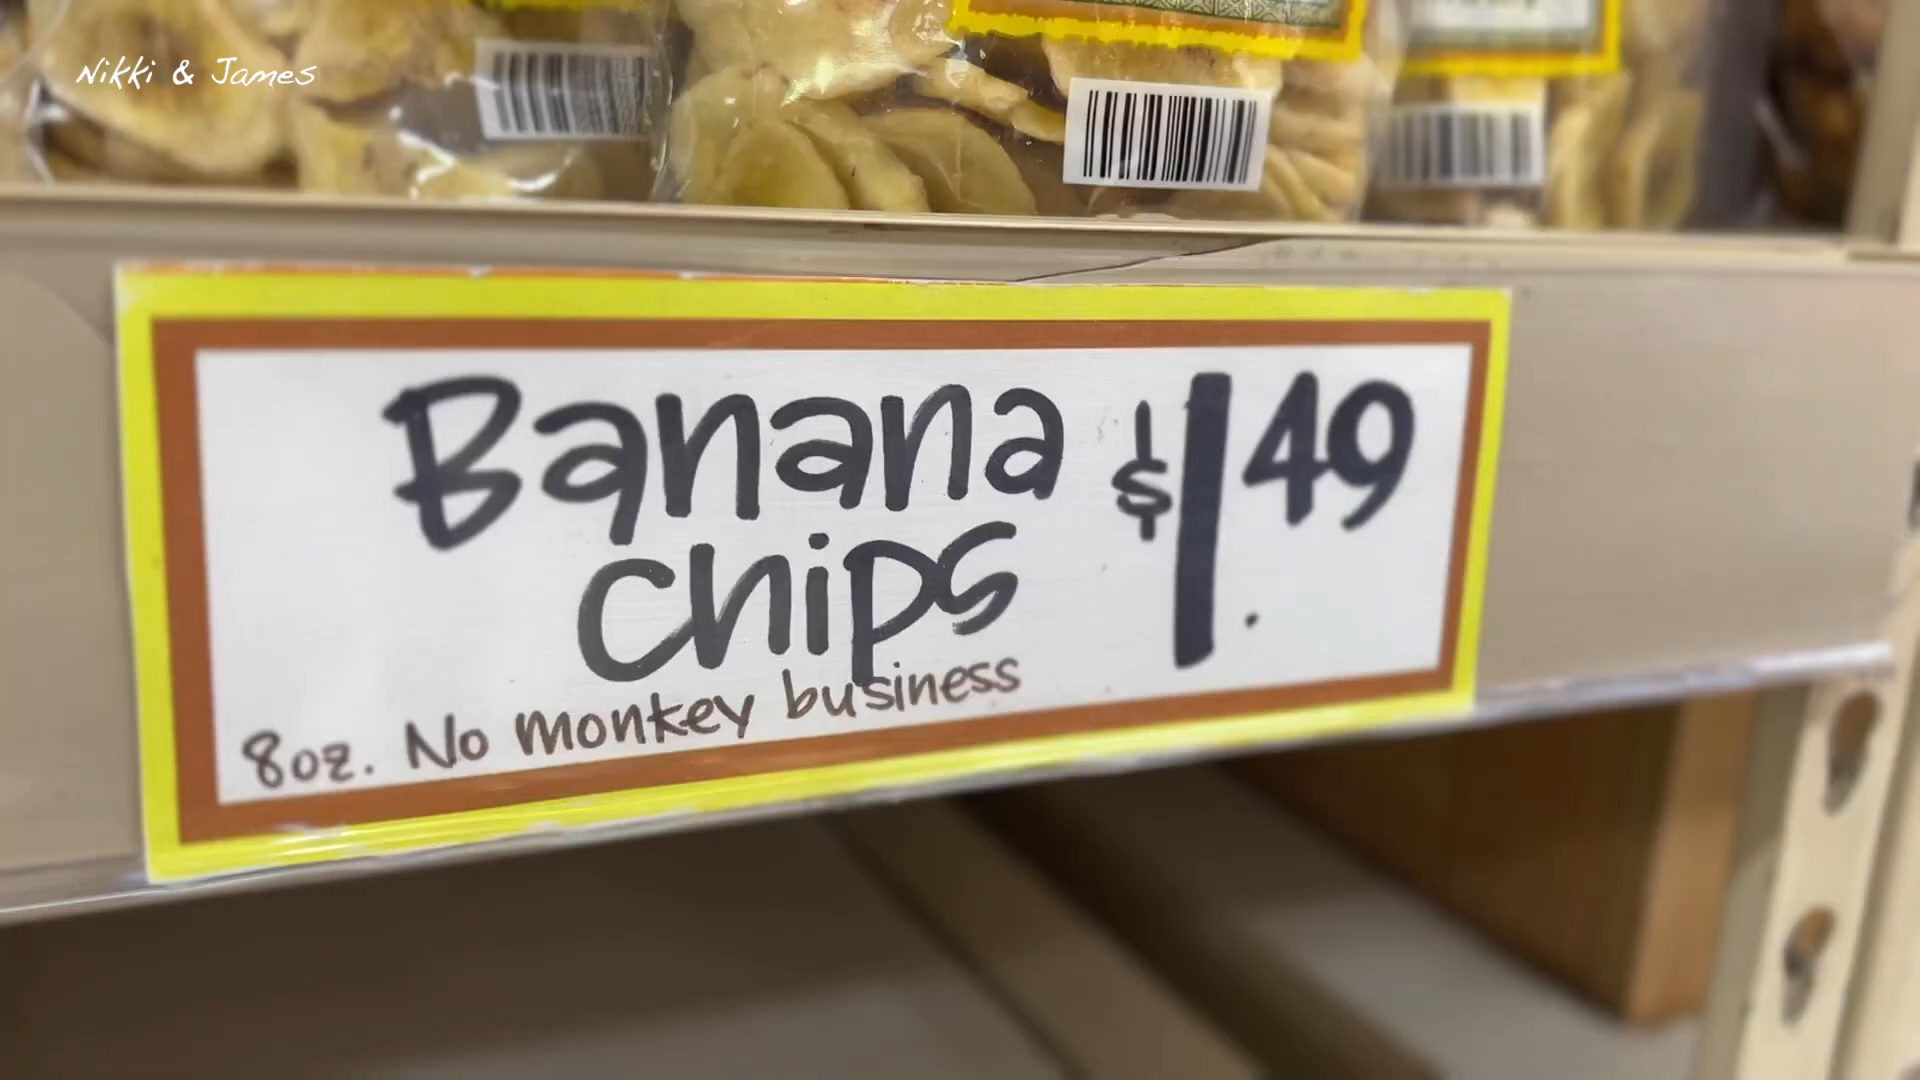 Nikki & James
Banana
chips
$1.49
8oz. No monkey business